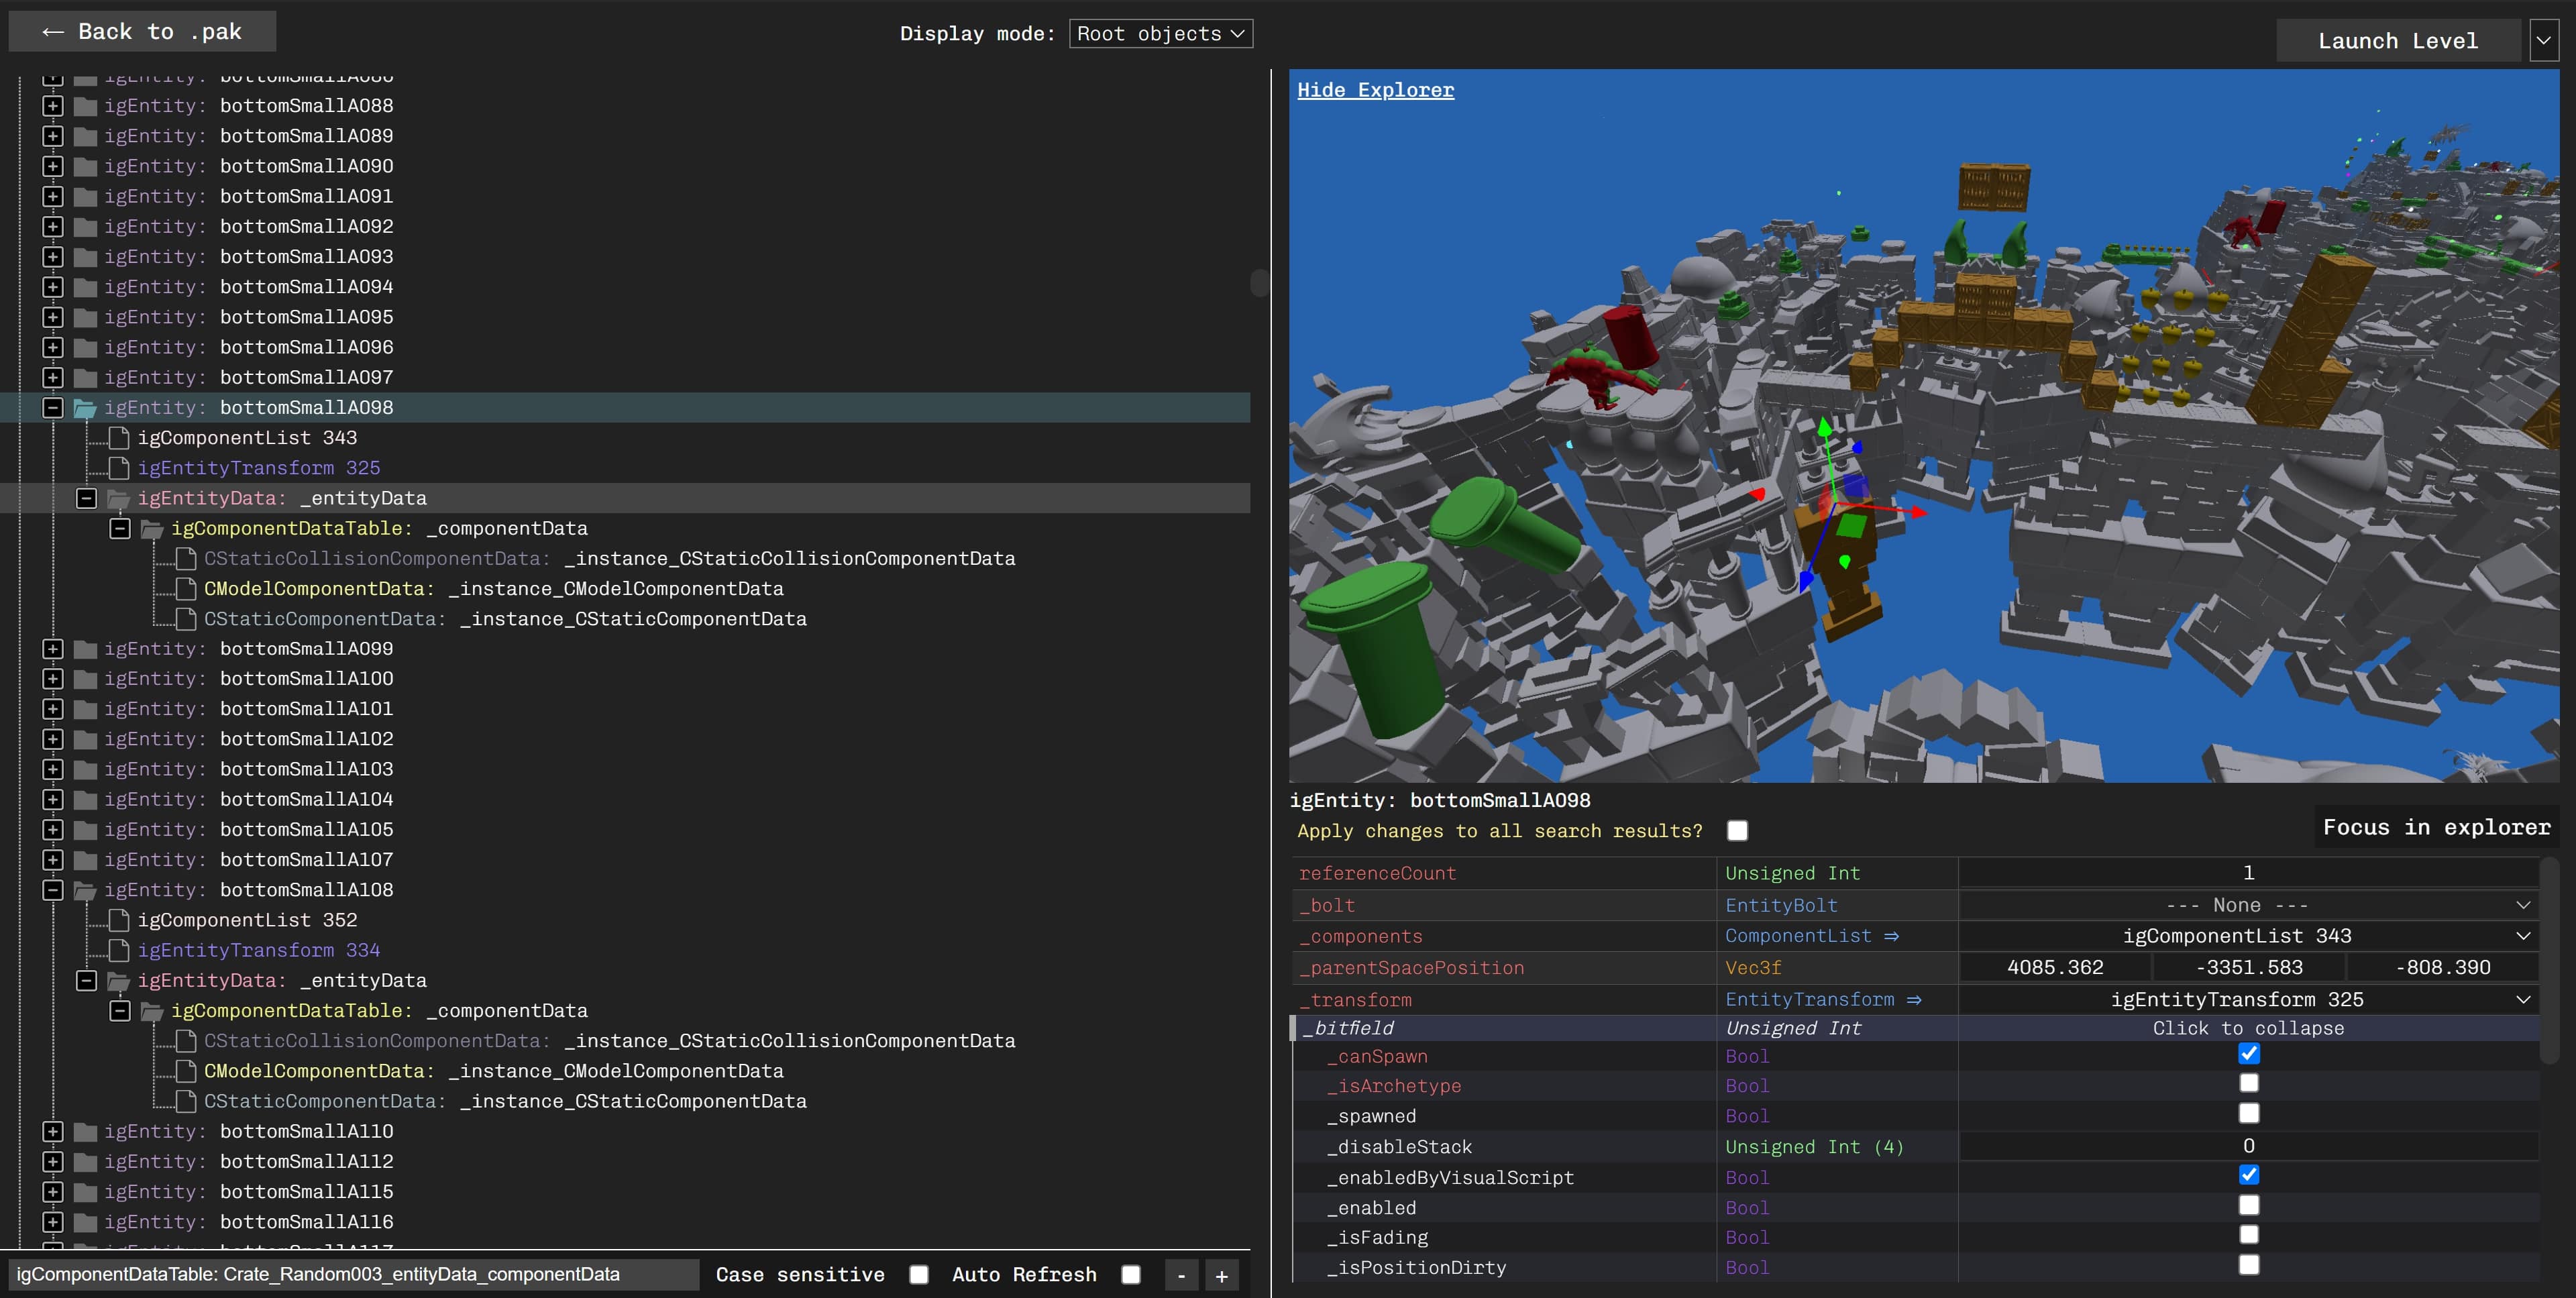 ← Back to .pak
Display mode: Root objects
Launch Level
igEntity: bottomSmallA086
igEntity: bottomSmallA088
igEntity: bottomSmallA089
igEntity: bottomSmallA090
igEntity: bottomSmallA091
igEntity: bottomSmallA092
igEntity: bottomSmallA093
igEntity: bottomSmallA094
igEntity: bottomSmallA095
igEntity: bottomSmallA096
igEntity: bottomSmallA097
igEntity: bottomSmallA098
igComponentList 343
igEntityTransform 325
igEntityData: _entityData
igComponentDataTable: _componentData
CStaticCollisionComponentData: _instance_CStaticCollisionComponentData
CModelComponentData: _instance_CModelComponentData
CStaticComponentData: _instance_CStaticComponentData
igEntity: bottomSmallA099
igEntity: bottomSmallA100
igEntity: bottomSmallA101
igEntity: bottomSmallA102
igEntity: bottomSmallA103
igEntity: bottomSmallA104
igEntity: bottomSmallA105
igEntity: bottomSmallA107
igEntity: bottomSmallA108
igComponentList 352
igEntityTransform 334
igEntityData: _entityData
igComponentDataTable: _componentData
CStaticCollisionComponentData: _instance_CStaticCollisionComponentData
CModelComponentData: _instance_CModelComponentData
CStaticComponentData: _instance_CStaticComponentData
igEntity: bottomSmallA110
igEntity: bottomSmallA112
igEntity: bottomSmallA115
igEntity: bottomSmallA116
igEntity: bottomSmallA117
igComponentDataTable: Crate_Random003_entityData_componentData
Case sensitive Auto Refresh - +
Hide Explorer
igEntity: bottomSmallA098
Apply changes to all search results?
Focus in explorer
referenceCount Unsigned Int 1
_bolt EntityBolt --- None ---
_components ComponentList ⇒ igComponentList 343
_parentSpacePosition Vec3f 4085.362 -3351.583 -808.390
_transform EntityTransform ⇒ igEntityTransform 325
_bitfield Unsigned Int Click to collapse
_canSpawn Bool
_isArchetype Bool
_spawned Bool
_disableStack Unsigned Int (4) 0
_enabledByVisualScript Bool
_enabled Bool
_isFading Bool
_isPositionDirty Bool